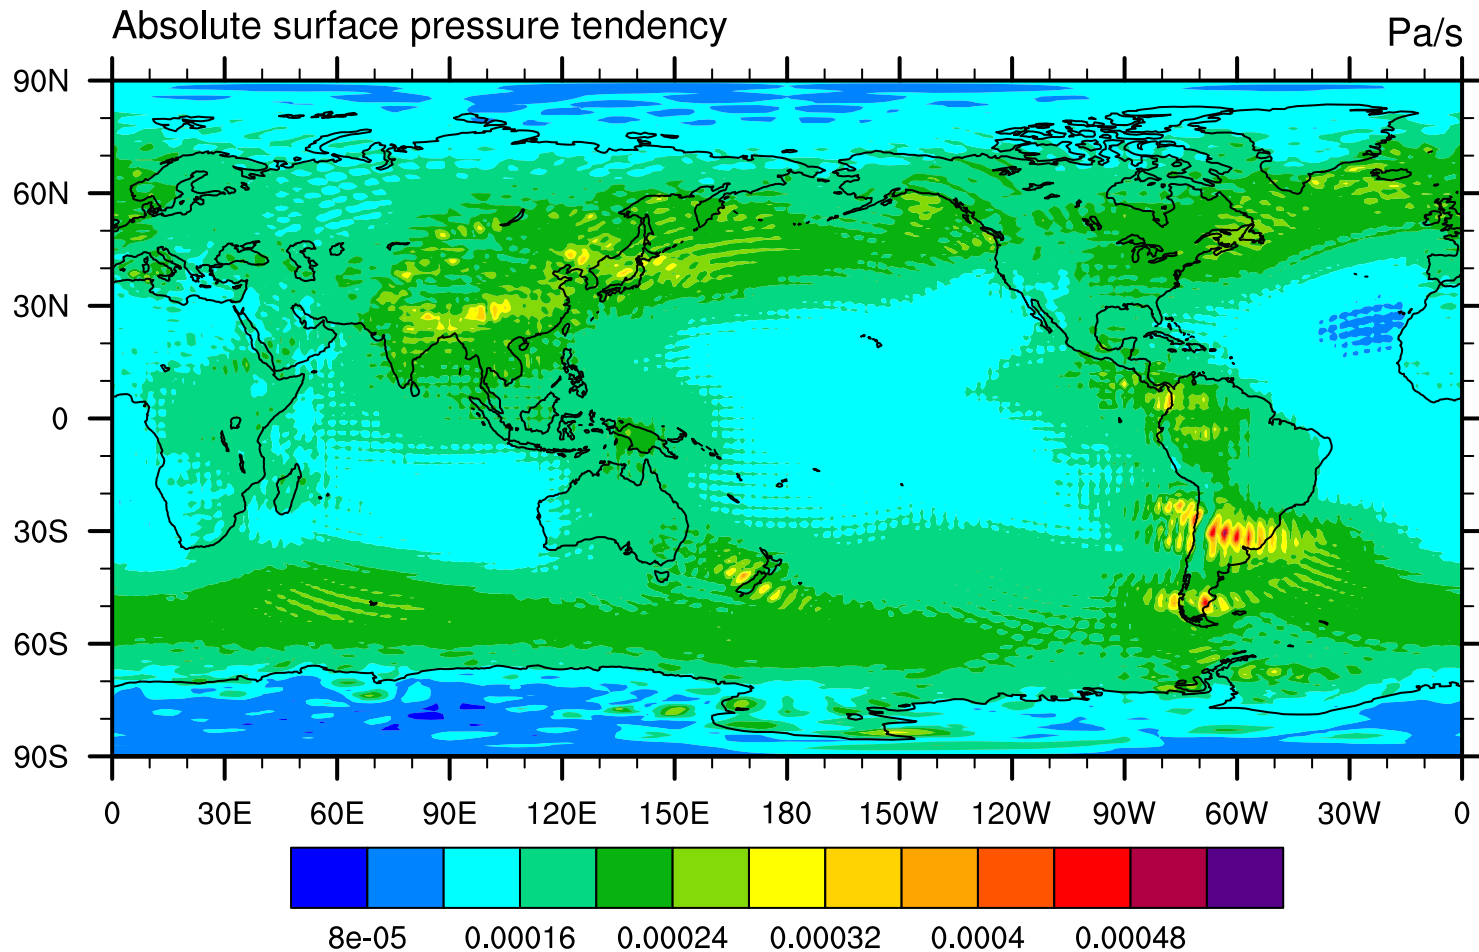 Absolute surface pressure tendency
Pa/s
90N
60N
30N
0
30S
60S
90S
0 30E 60E 90E 120E 150E 180 150W 120W 90W 60W 30W 0
8e-05 0.00016 0.00024 0.00032 0.0004 0.00048